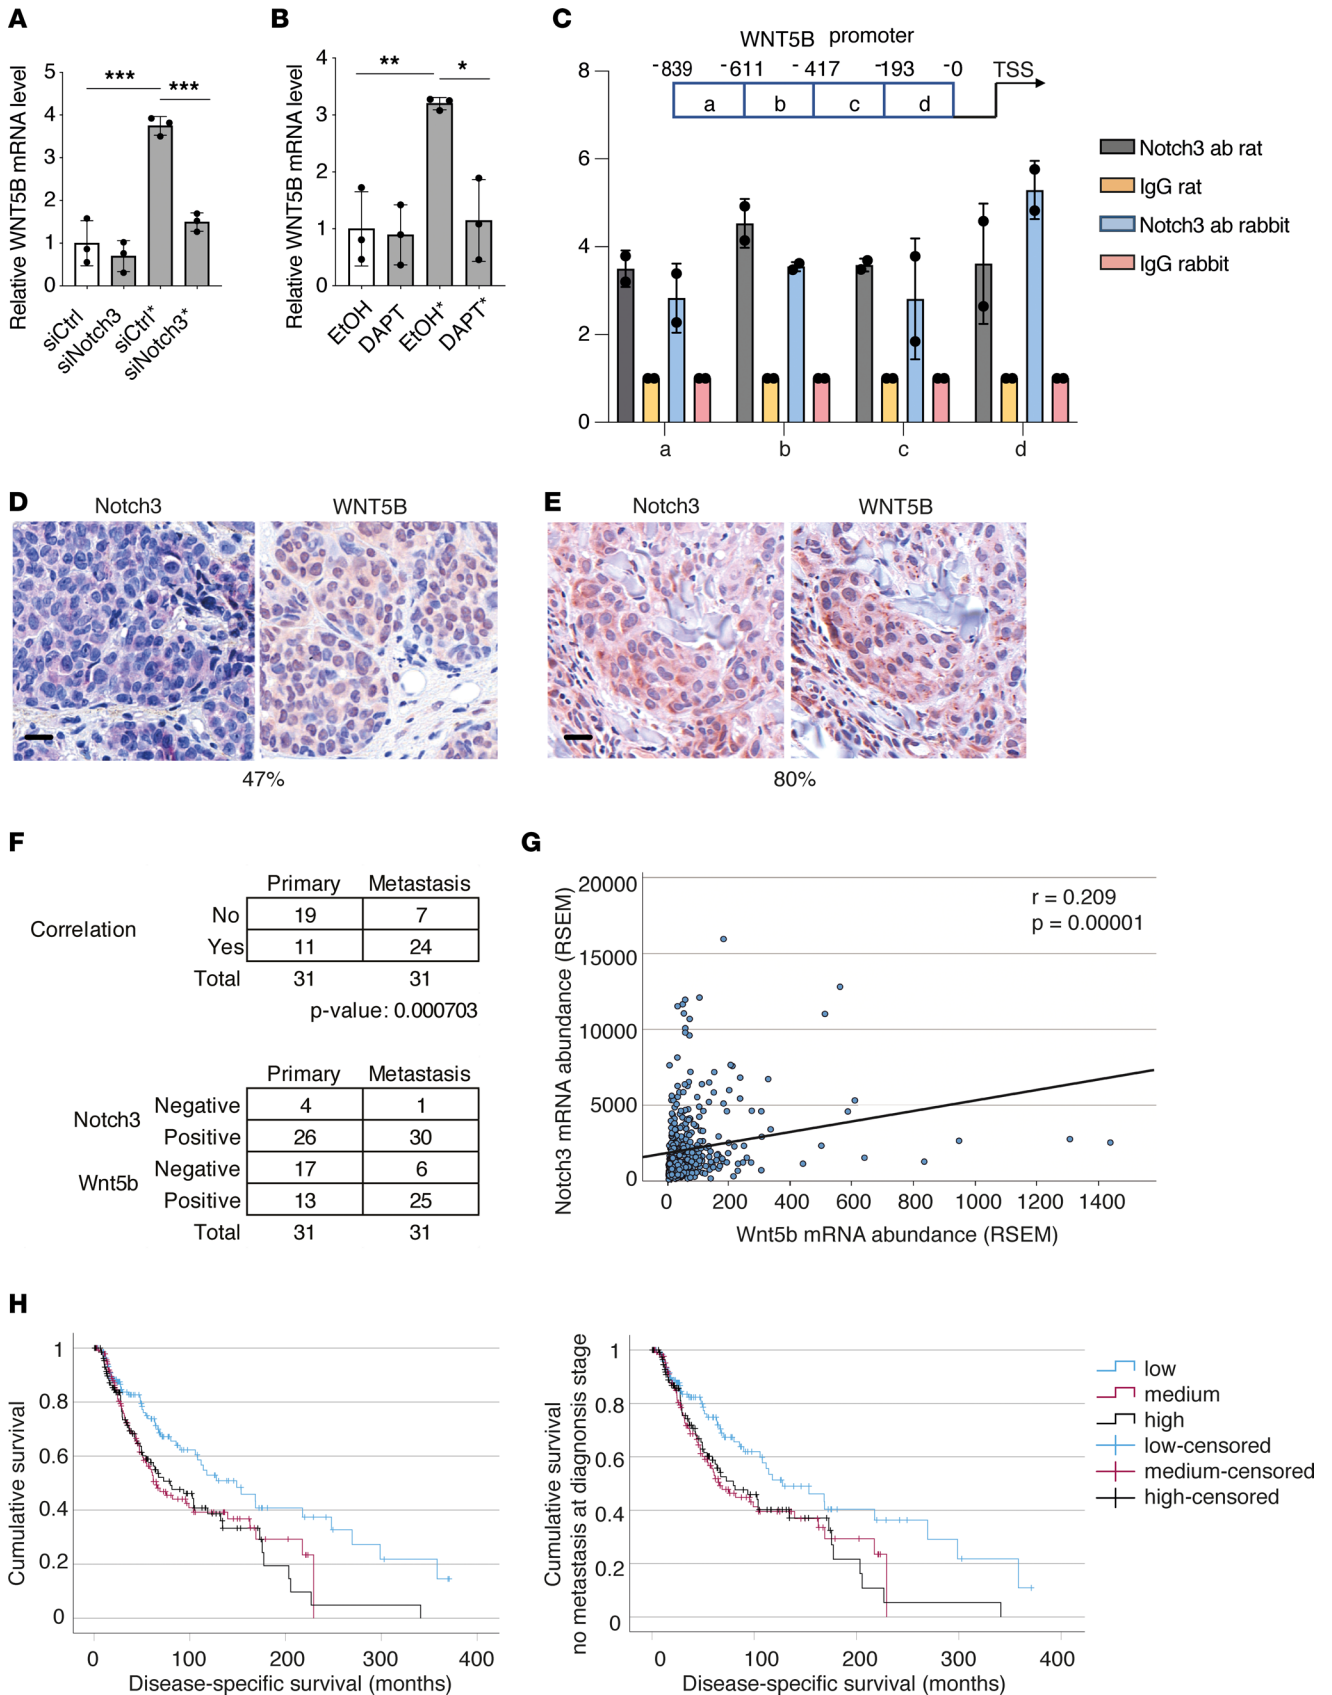 A
Relative WNT5B mRNA level
5
4
3
2
1
0
***
***
siCtrl
siNotch3
siCtrl*
siNotch3*
B
Relative WNT5B mRNA level
4
3
2
1
0
**
*
EtOH
DAPT
EtOH*
DAPT*
C
WNT5B promoter
-839 -611 -417 -193 -0 TSS
a b c d
8
6
4
2
0
a b c d
Notch3 ab rat
IgG rat
Notch3 ab rabbit
IgG rabbit
D
Notch3 WNT5B
47%
E
Notch3 WNT5B
80%
F
Primary Metastasis
Correlation
No 19 7
Yes 11 24
Total 31 31
p-value: 0.000703
Primary Metastasis
Notch3
Negative 4 1
Positive 26 30
Wnt5b
Negative 17 6
Positive 13 25
Total 31 31
G
Notch3 mRNA abundance (RSEM)
20000
15000
10000
5000
0
r = 0.209
p = 0.00001
0 200 400 600 800 1000 1200 1400
Wnt5b mRNA abundance (RSEM)
H
Cumulative survival
1
0.8
0.6
0.4
0.2
0
0 100 200 300 400
Disease-specific survival (months)
Cumulative survival
no metastasis at diagnonsis stage
1
0.8
0.6
0.4
0.2
0
0 100 200 300 400
Disease-specific survival (months)
low
medium
high
low-censored
medium-censored
high-censored